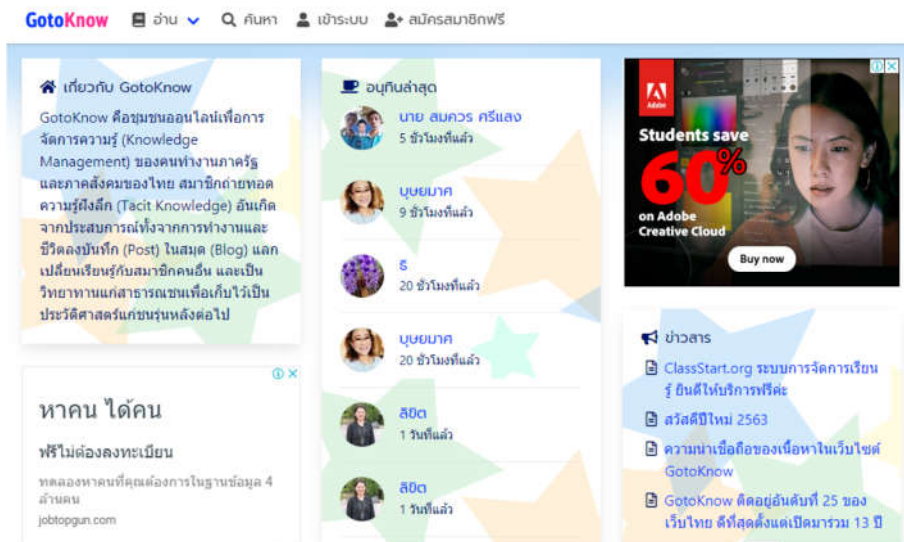 GotoKnow อ่าน ค้นหา เข้าระบบ สมัครสมาชิกฟรี
เกี่ยวกับ GotoKnow
GotoKnow คือชุมชนออนไลน์เพื่อการ
จัดการความรู้ (Knowledge
Management) ของคนทำงานภาครัฐ
และภาคสังคมของไทย สมาชิกถ่ายทอด
ความรู้ฝังลึก (Tacit Knowledge) อันเกิด
จากประสบการณ์ทั้งจากการทำงานและ
ชีวิตลงบันทึก (Post) ในสมุด (Blog) แลก
เปลี่ยนเรียนรู้กับสมาชิกคนอื่น และเป็น
วิทยาทานแก่สาธารณชนเพื่อเก็บไว้เป็น
ประวัติศาสตร์แก่ชนรุ่นหลังต่อไป
หาคน ได้คน
ฟรีไม่ต้องลงทะเบียน
ทดลองหาคนที่คุณต้องการในฐานข้อมูล 4
ล้านคน
jobtopgun.com
อนุทินล่าสุด
นาย สมควร ศรีแสง
5 ชั่วโมงที่แล้ว
บุษยมาศ
9 ชั่วโมงที่แล้ว
ธิ
20 ชั่วโมงที่แล้ว
บุษยมาศ
20 ชั่วโมงที่แล้ว
ลิขิต
1 วันที่แล้ว
ลิขิต
1 วันที่แล้ว
Adobe
Students save
60%
on Adobe
Creative Cloud
Buy now
ข่าวสาร
ClassStart.org ระบบการจัดการเรียน
รู้ ยินดีให้บริการฟรีค่ะ
สวัสดีปีใหม่ 2563
ความน่าเชื่อถือของเนื้อหาในเว็บไซต์
GotoKnow
GotoKnow ติดอยู่อันดับที่ 25 ของ
เว็บไทย ดีที่สุดตั้งแต่เปิดมารวม 13 ปี